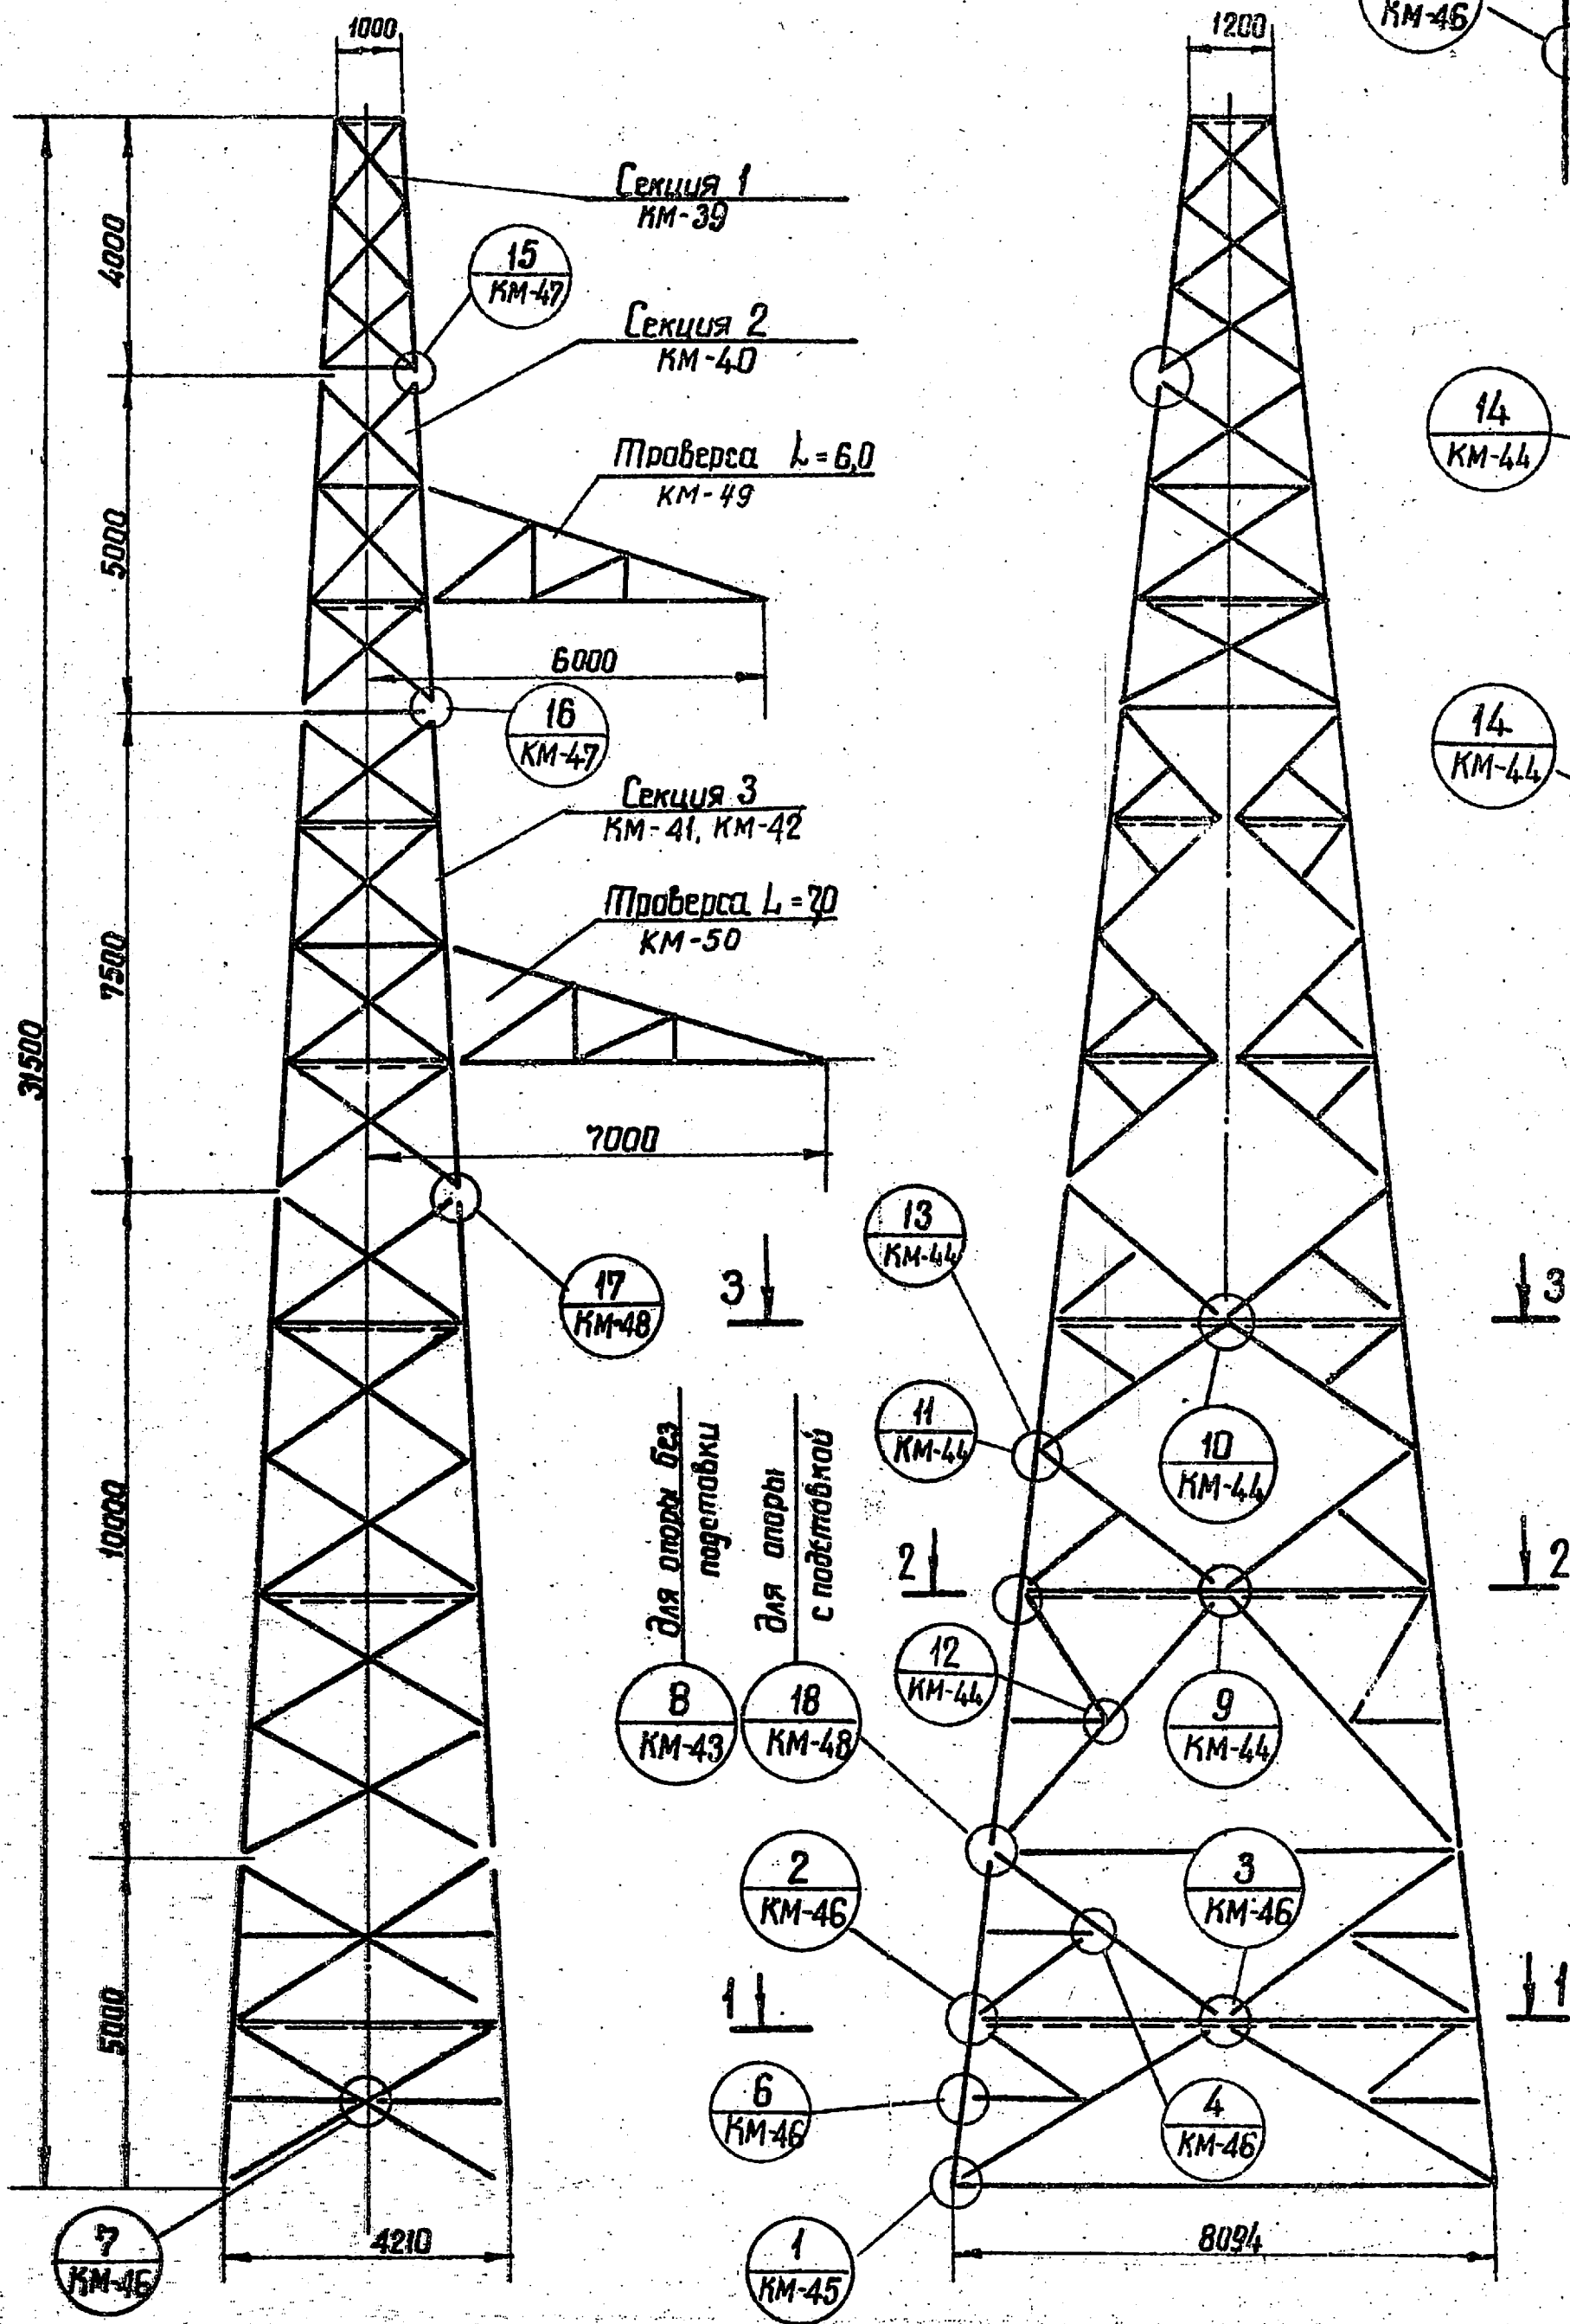 1000
1200
КМ-46
Секция 1
КМ-39
4000
15
КМ-47
Секция 2
КМ-40
14
КМ-44
Траверса L=6,0
КМ-49
5000
6000
16
КМ-47
14
КМ-44
Секция 3
КМ-41, КМ-42
Траверса L=7,0
КМ-50
7500
31500
7000
13
КМ-44
17
КМ-48
3
3
11
КМ-44
10
КМ-44
для опоры без
подставки
для опоры
с подставкой
10000
2
2
12
КМ-44
8
КМ-43
18
КМ-48
9
КМ-44
2
КМ-46
3
КМ-46
5000
1
1
6
КМ-46
4
КМ-46
7
КМ-46
4210
1
КМ-45
8094